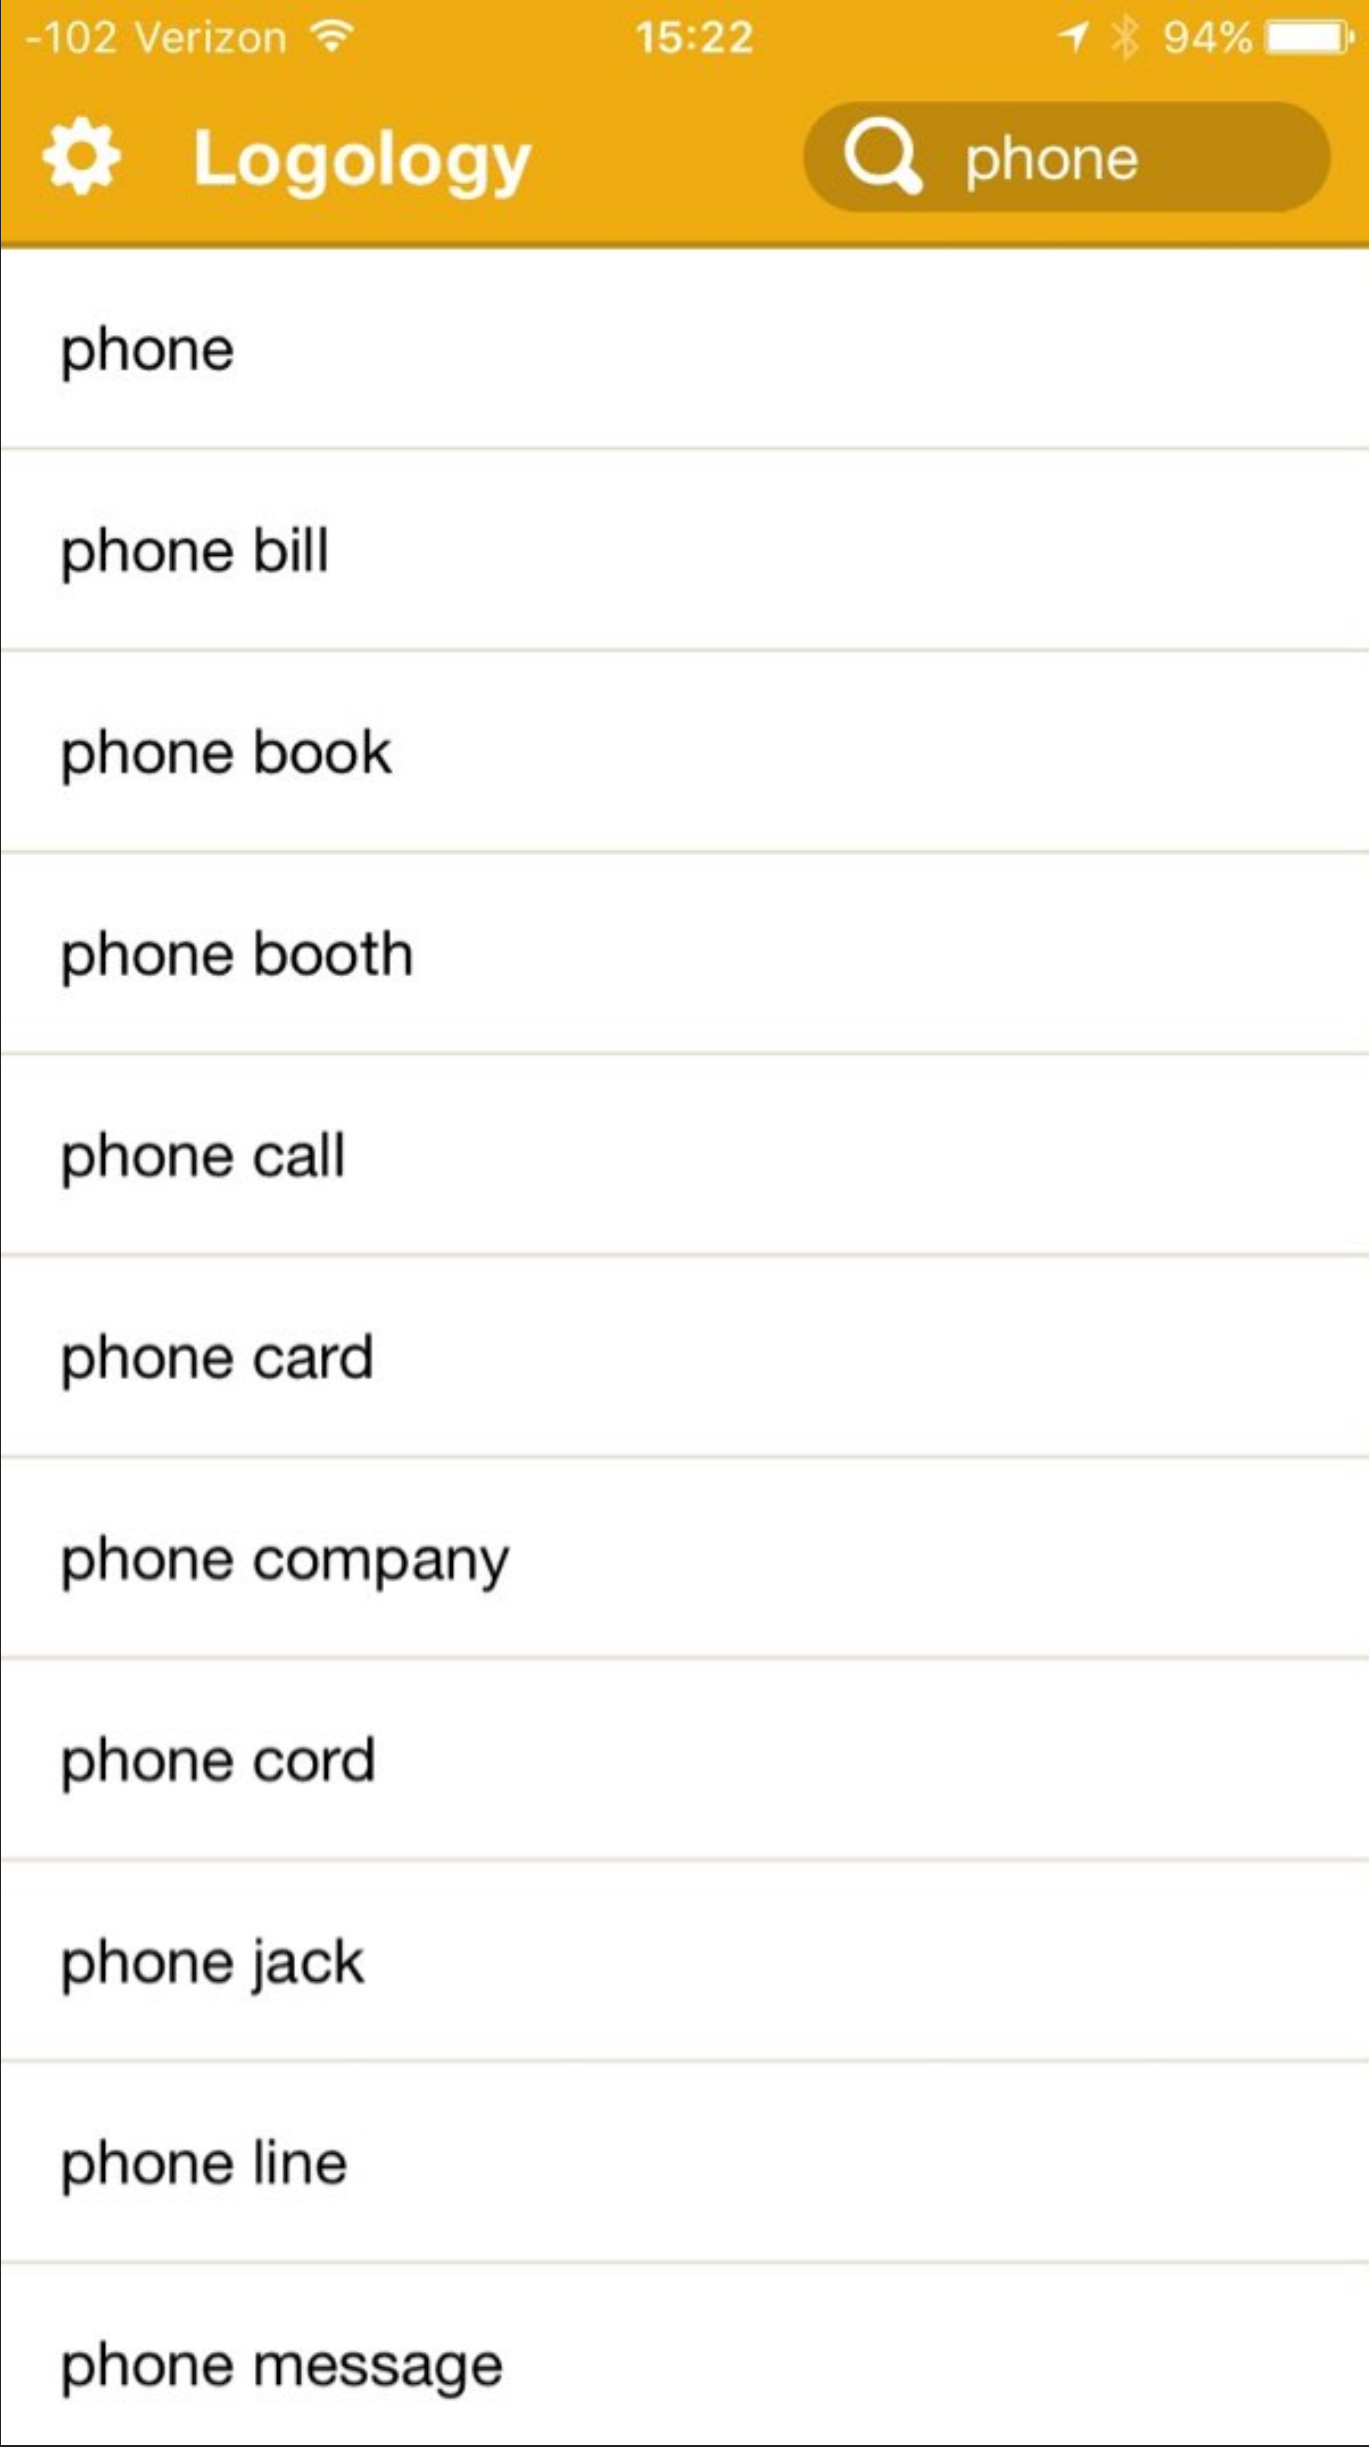 -102 Verizon 15:22 94%
Logology phone
phone
phone bill
phone book
phone booth
phone call
phone card
phone company
phone cord
phone jack
phone line
phone message